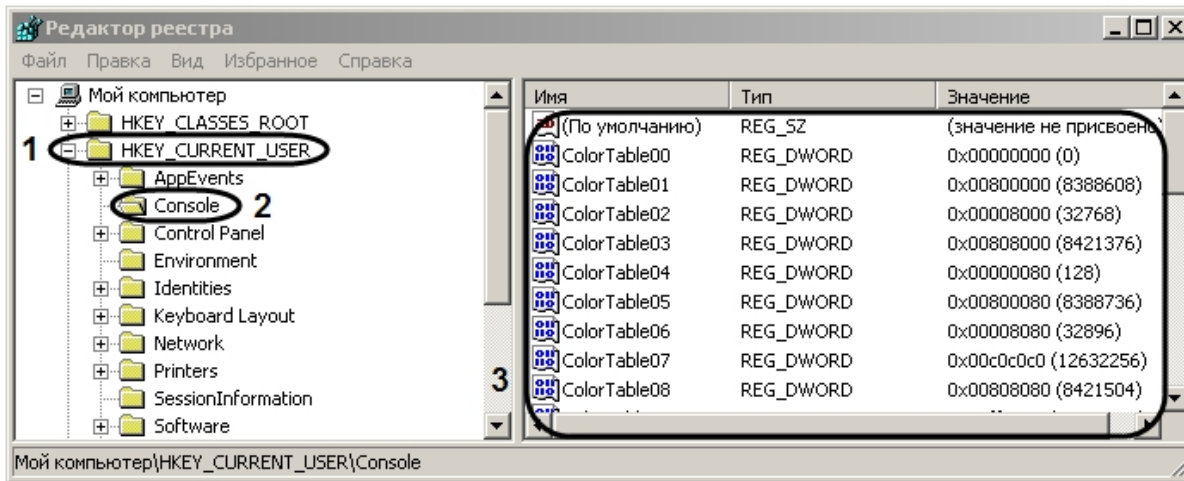 Редактор реестра
Файл Правка Вид Избранное Справка
Мой компьютер
HKEY_CLASSES_ROOT
1 HKEY_CURRENT_USER
AppEvents
Console 2
Control Panel
Environment
Identities
Keyboard Layout
Network
Printers
SessionInformation
Software
3
Имя Тип Значение
(По умолчанию) REG_SZ (значение не присвоено)
ColorTable00 REG_DWORD 0x00000000 (0)
ColorTable01 REG_DWORD 0x00800000 (8388608)
ColorTable02 REG_DWORD 0x00008000 (32768)
ColorTable03 REG_DWORD 0x00808000 (8421376)
ColorTable04 REG_DWORD 0x00000080 (128)
ColorTable05 REG_DWORD 0x00800080 (8388736)
ColorTable06 REG_DWORD 0x00008080 (32896)
ColorTable07 REG_DWORD 0x00c0c0c0 (12632256)
ColorTable08 REG_DWORD 0x00808080 (8421504)
Мой компьютер\HKEY_CURRENT_USER\Console